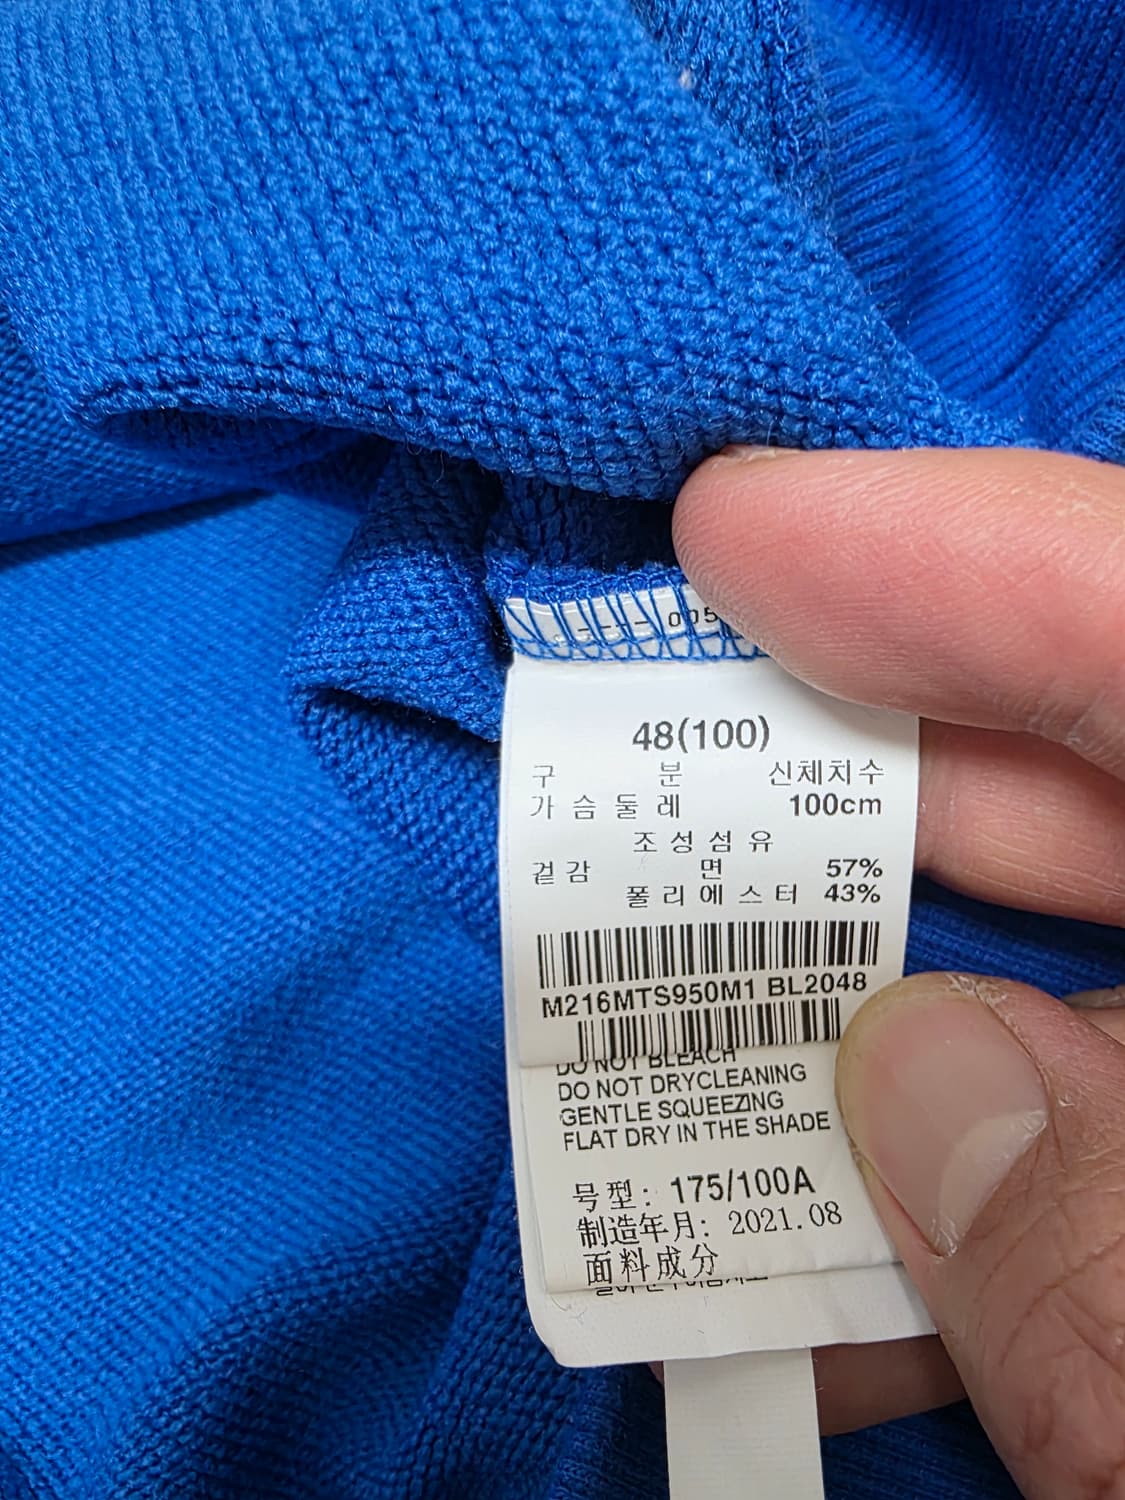 005
48(100)
구 분 신체치수
가슴둘레 100cm
조성섬유
겉감 면 57%
폴리에스터 43%
M216MTS950M1 BL2048
DO NOT BLEACH
DO NOT DRYCLEANING
GENTLE SQUEEZING
FLAT DRY IN THE SHADE
号型: 175/100A
制造年月: 2021.08
面料成分